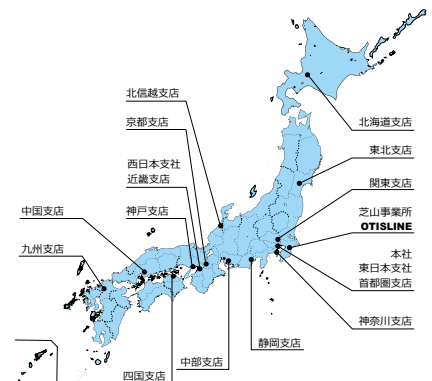 北信越支店
京都支店
西日本支社
近畿支店
中国支店
神戸支店
九州支店
北海道支店
東北支店
関東支店
芝山事業所
OTISLINE
本社
東日本支社
首都圏支店
神奈川支店
静岡支店
中部支店
四国支店